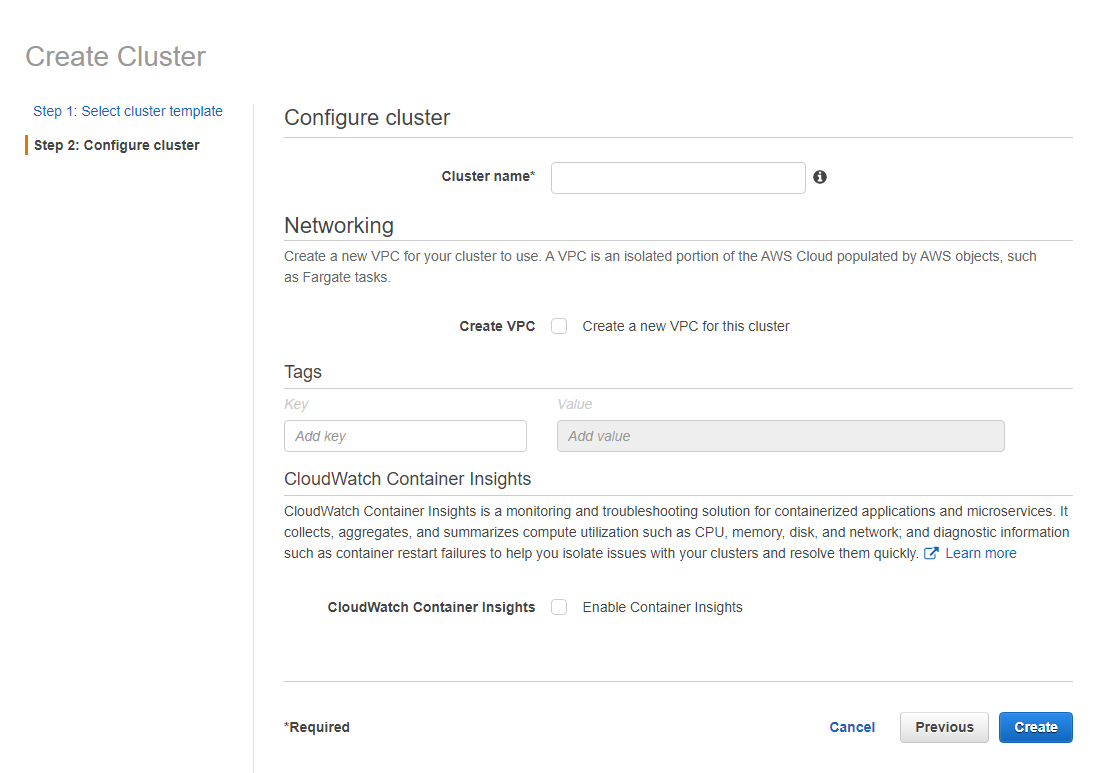 Create Cluster
Step 1: Select cluster template
Step 2: Configure cluster
Configure cluster
Cluster name*
Networking
Create a new VPC for your cluster to use. A VPC is an isolated portion of the AWS Cloud populated by AWS objects, such
as Fargate tasks.
Create VPC Create a new VPC for this cluster
Tags
Key Value
Add key Add value
CloudWatch Container Insights
CloudWatch Container Insights is a monitoring and troubleshooting solution for containerized applications and microservices. It
collects, aggregates, and summarizes compute utilization such as CPU, memory, disk, and network; and diagnostic information
such as container restart failures to help you isolate issues with your clusters and resolve them quickly. Learn more
CloudWatch Container Insights Enable Container Insights
*Required Cancel Previous Create